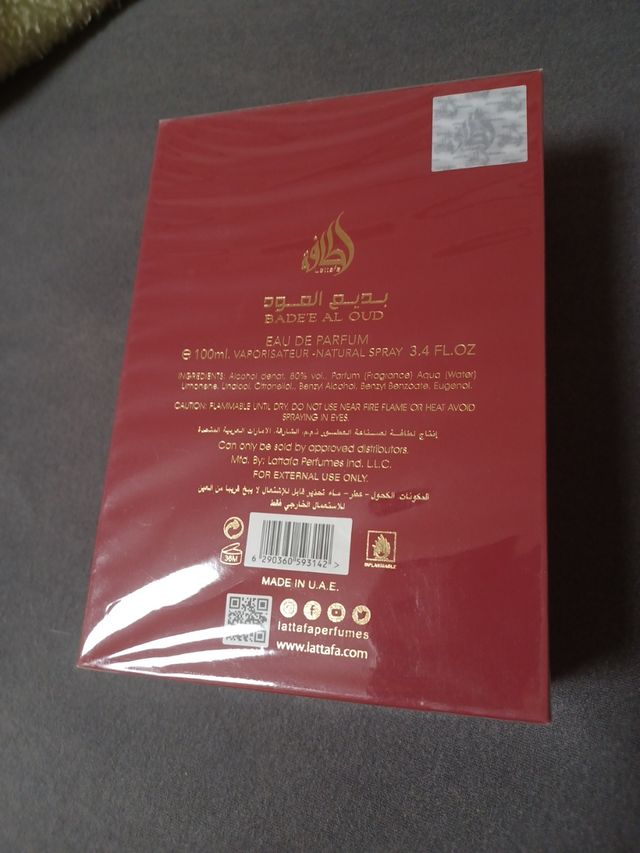 لطافة
Lattafa
بديع العود
BADE'E AL OUD
EAU DE PARFUM
℮ 100ml. VAPORISATEUR - NATURAL SPRAY 3.4 FL.OZ
INGREDIENTS: Alcohol denat. 80% vol., Parfum (Fragrance) Aqua (Water)
Limonene, Linalool, Citronellol, Benzyl Alcohol, Benzyl Benzoate, Eugenol.
CAUTION: FLAMMABLE UNTIL DRY. DO NOT USE NEAR FIRE FLAME OR HEAT AVOID
SPRAYING IN EYES.
إنتاج لطافة لصناعة العطور ذ.م.م. الشارقة، الامارات العربية المتحدة
Can only be sold by approved distributors.
Mfd. By: Lattafa Perfumes Ind. L.L.C.
FOR EXTERNAL USE ONLY.
المكونات الكحول - عطر - ماء تحذير قابل للإشتعال لا يبخ قريبا من العين
للاستعمال الخارجي فقط
36M
6 290360 593142 >
INFLAMMABLE
MADE IN U.A.E.
lattafaperfumes
www.lattafa.com